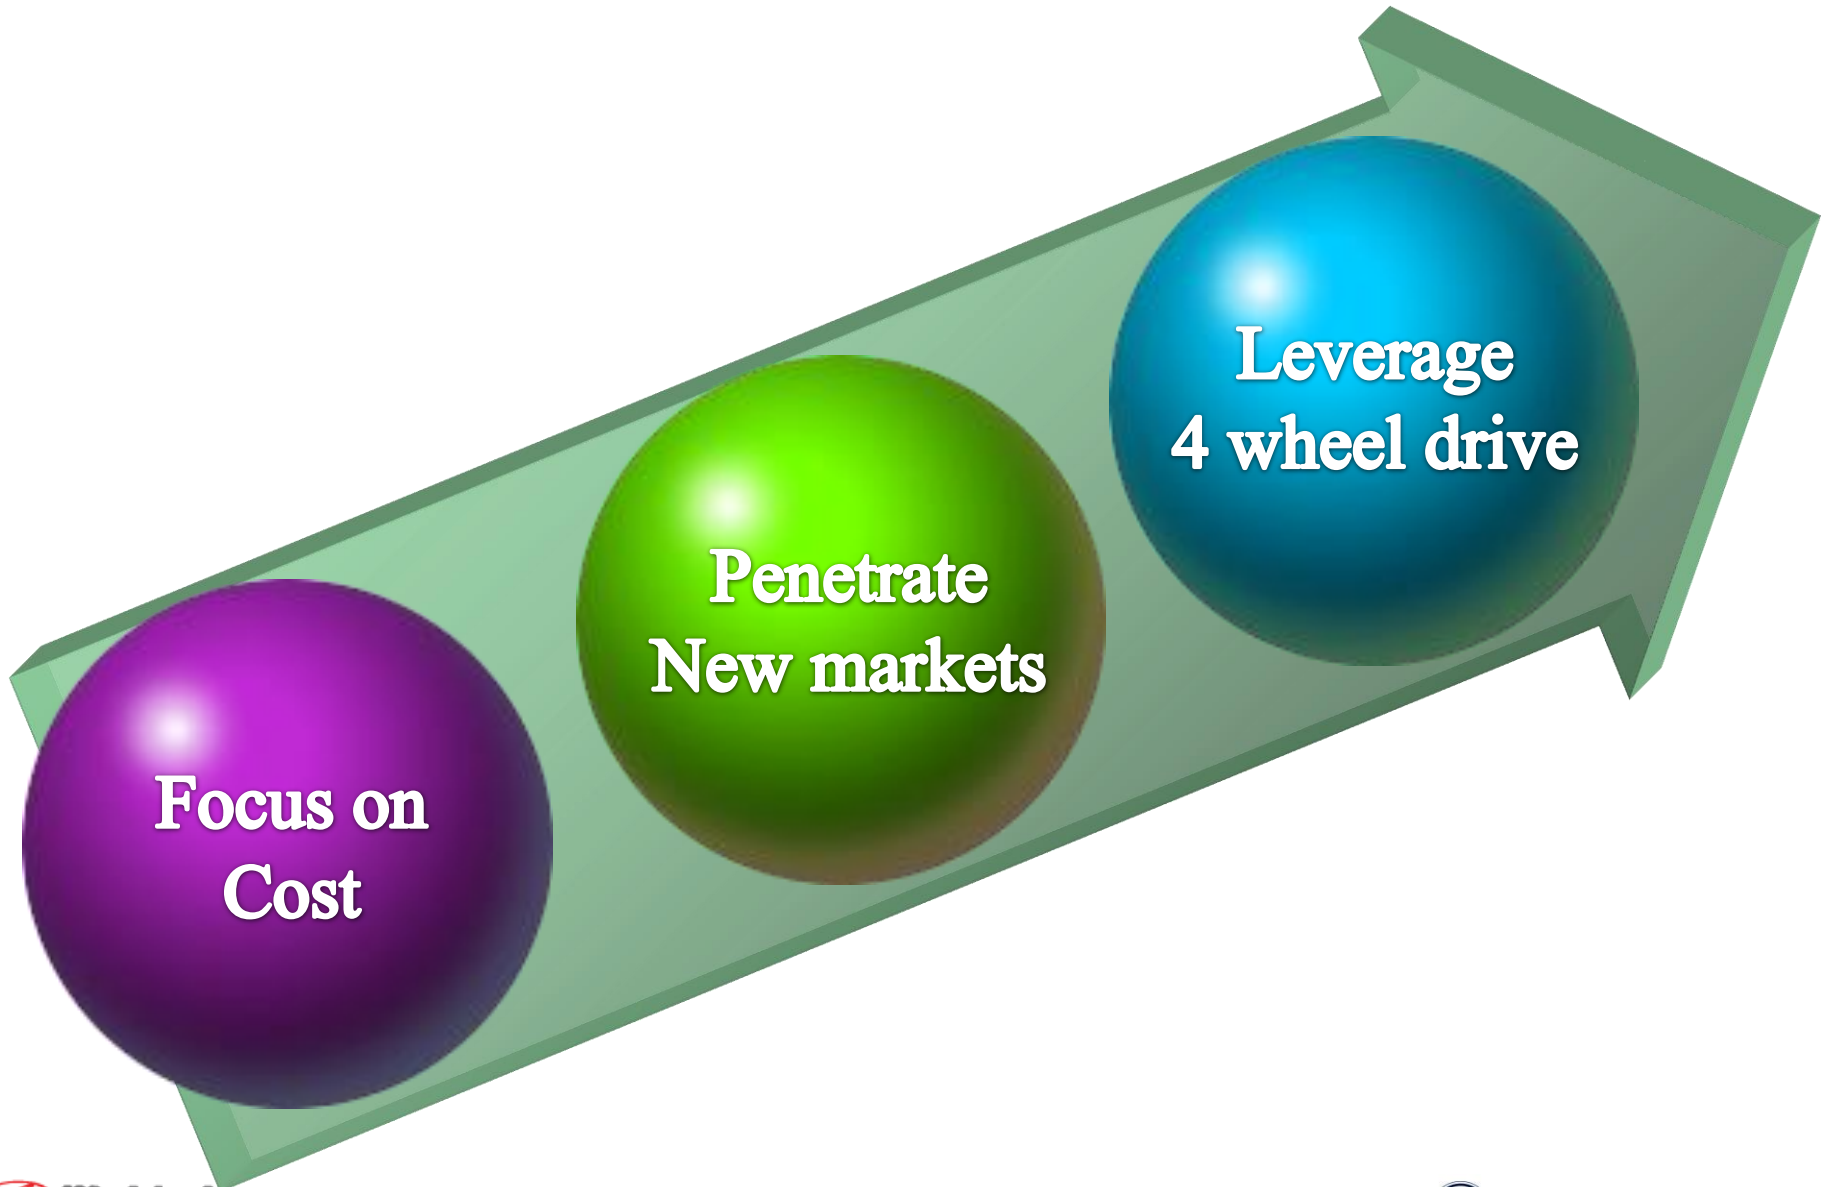 Focus on
Cost
Penetrate
New markets
Leverage
4 wheel drive